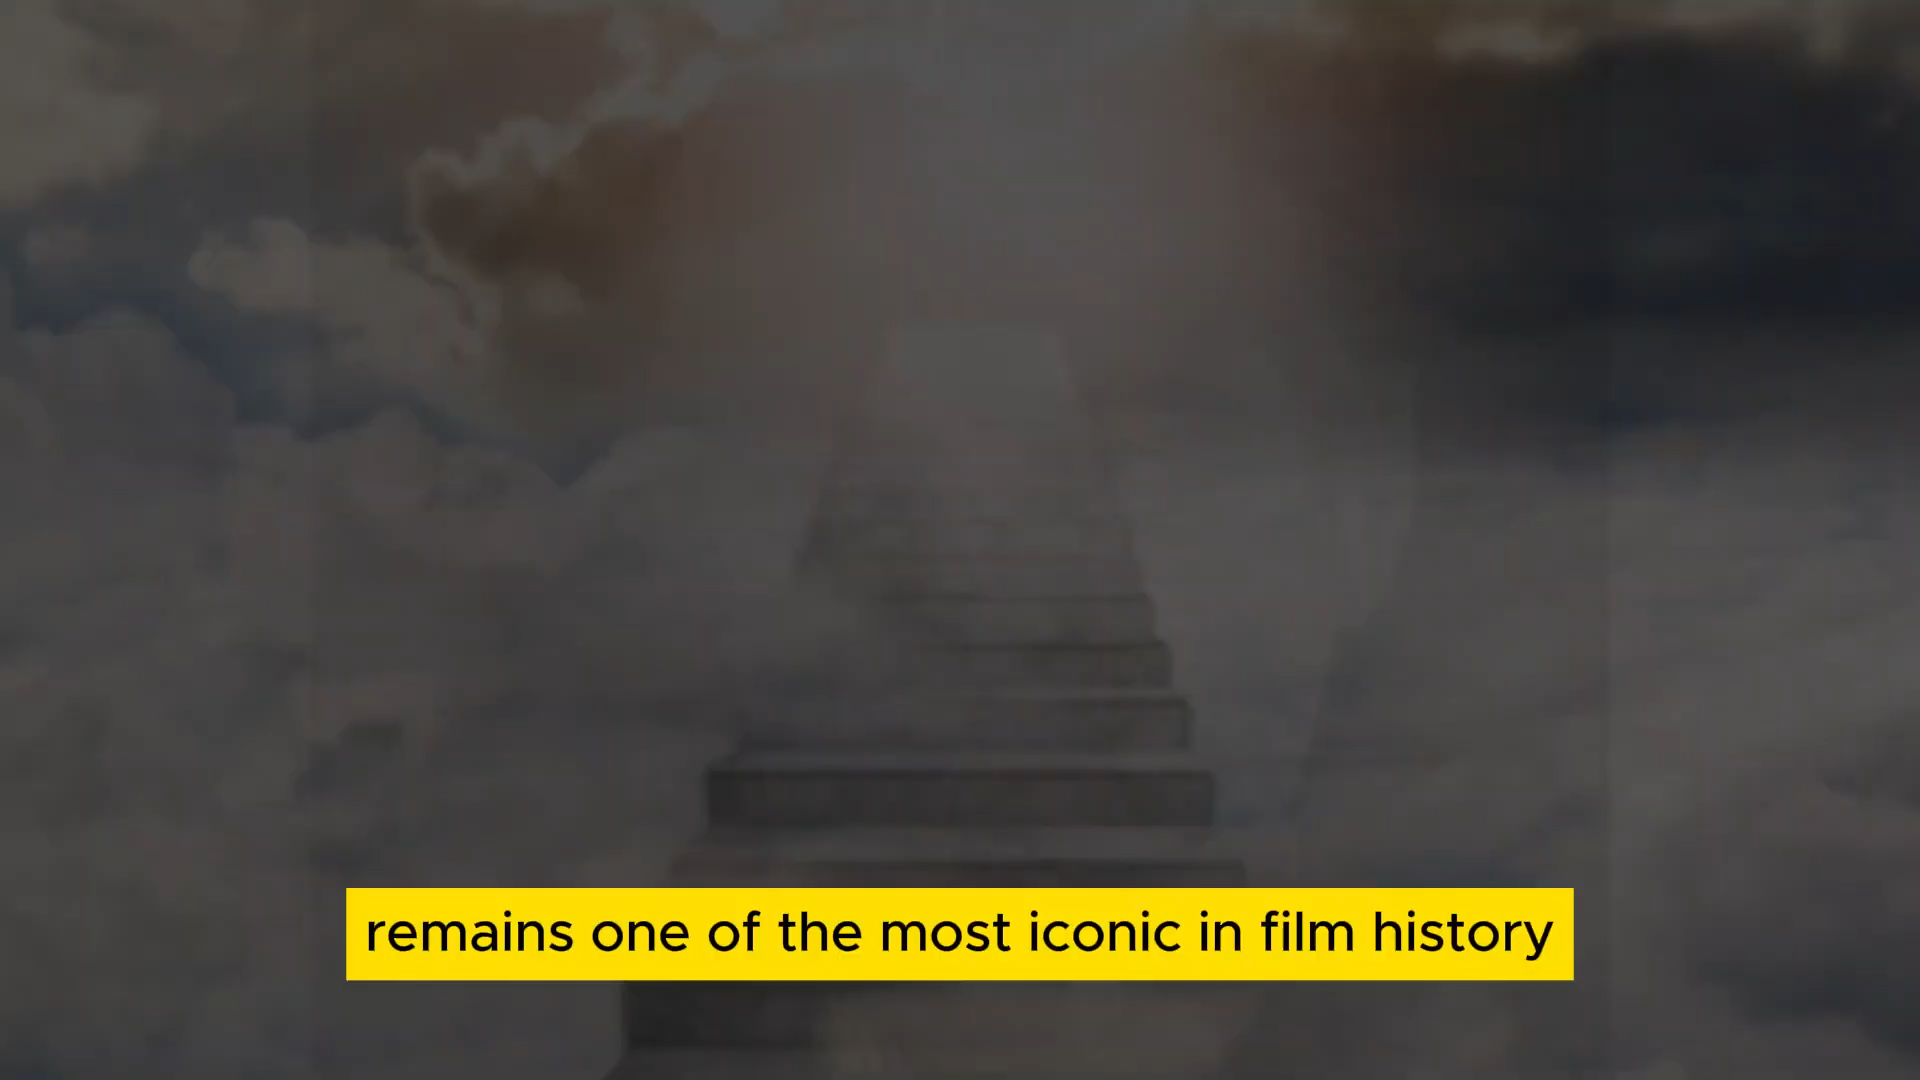 remains one of the most iconic in film history